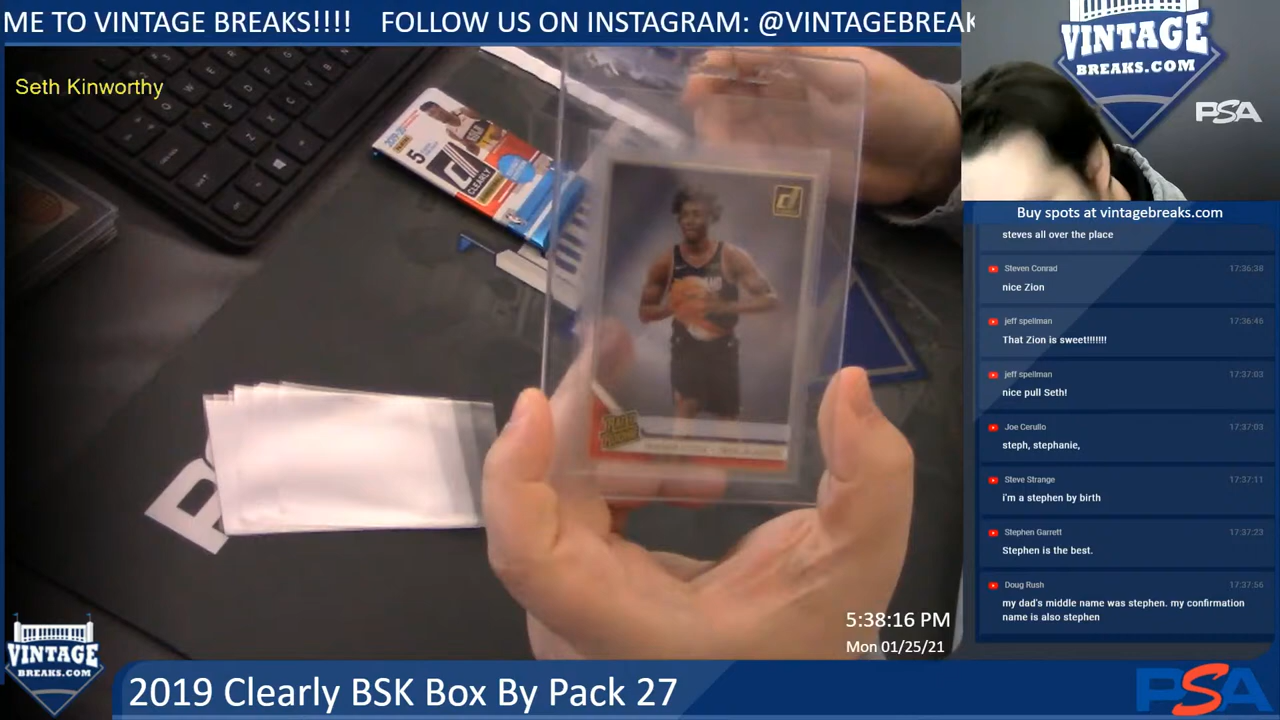 ME TO VINTAGE BREAKS!!!!    FOLLOW US ON INSTAGRAM: @VINTAGEBREAK
Seth Kinworthy
5
CLEARLY
RATED
ROOKIE
VINTAGE
BREAKS.COM
PSA
Buy spots at vintagebreaks.com
steves all over the place
Steven Conrad 17:36:38
nice Zion
jeff spellman 17:36:46
That Zion is sweet!!!!!!!
jeff spellman 17:37:03
nice pull Seth!
Joe Cerullo 17:37:03
steph, stephanie,
Steve Strange 17:37:11
i'm a stephen by birth
Stephen Garrett 17:37:23
Stephen is the best.
Doug Rush 17:37:56
my dad's middle name was stephen. my confirmation
name is also stephen
5:38:16 PM
Mon 01/25/21
VINTAGE
BREAKS.COM
2019 Clearly BSK Box By Pack 27
PSA